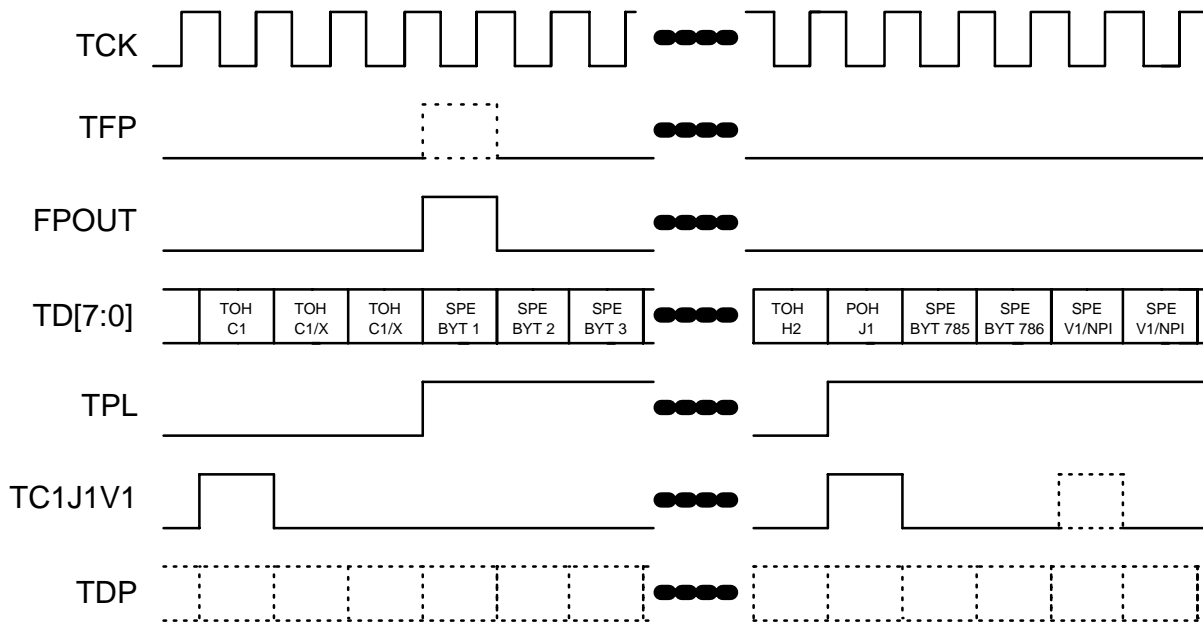 TCK
TFP
FPOUT
TD[7:0]
TOH TOH TOH SPE SPE SPE TOH POH SPE SPE SPE SPE
C1 C1/X C1/X BYT 1 BYT 2 BYT 3 H2 J1 BYT 785 BYT 786 V1/NPI V1/NPI
TPL
TC1J1V1
TDP